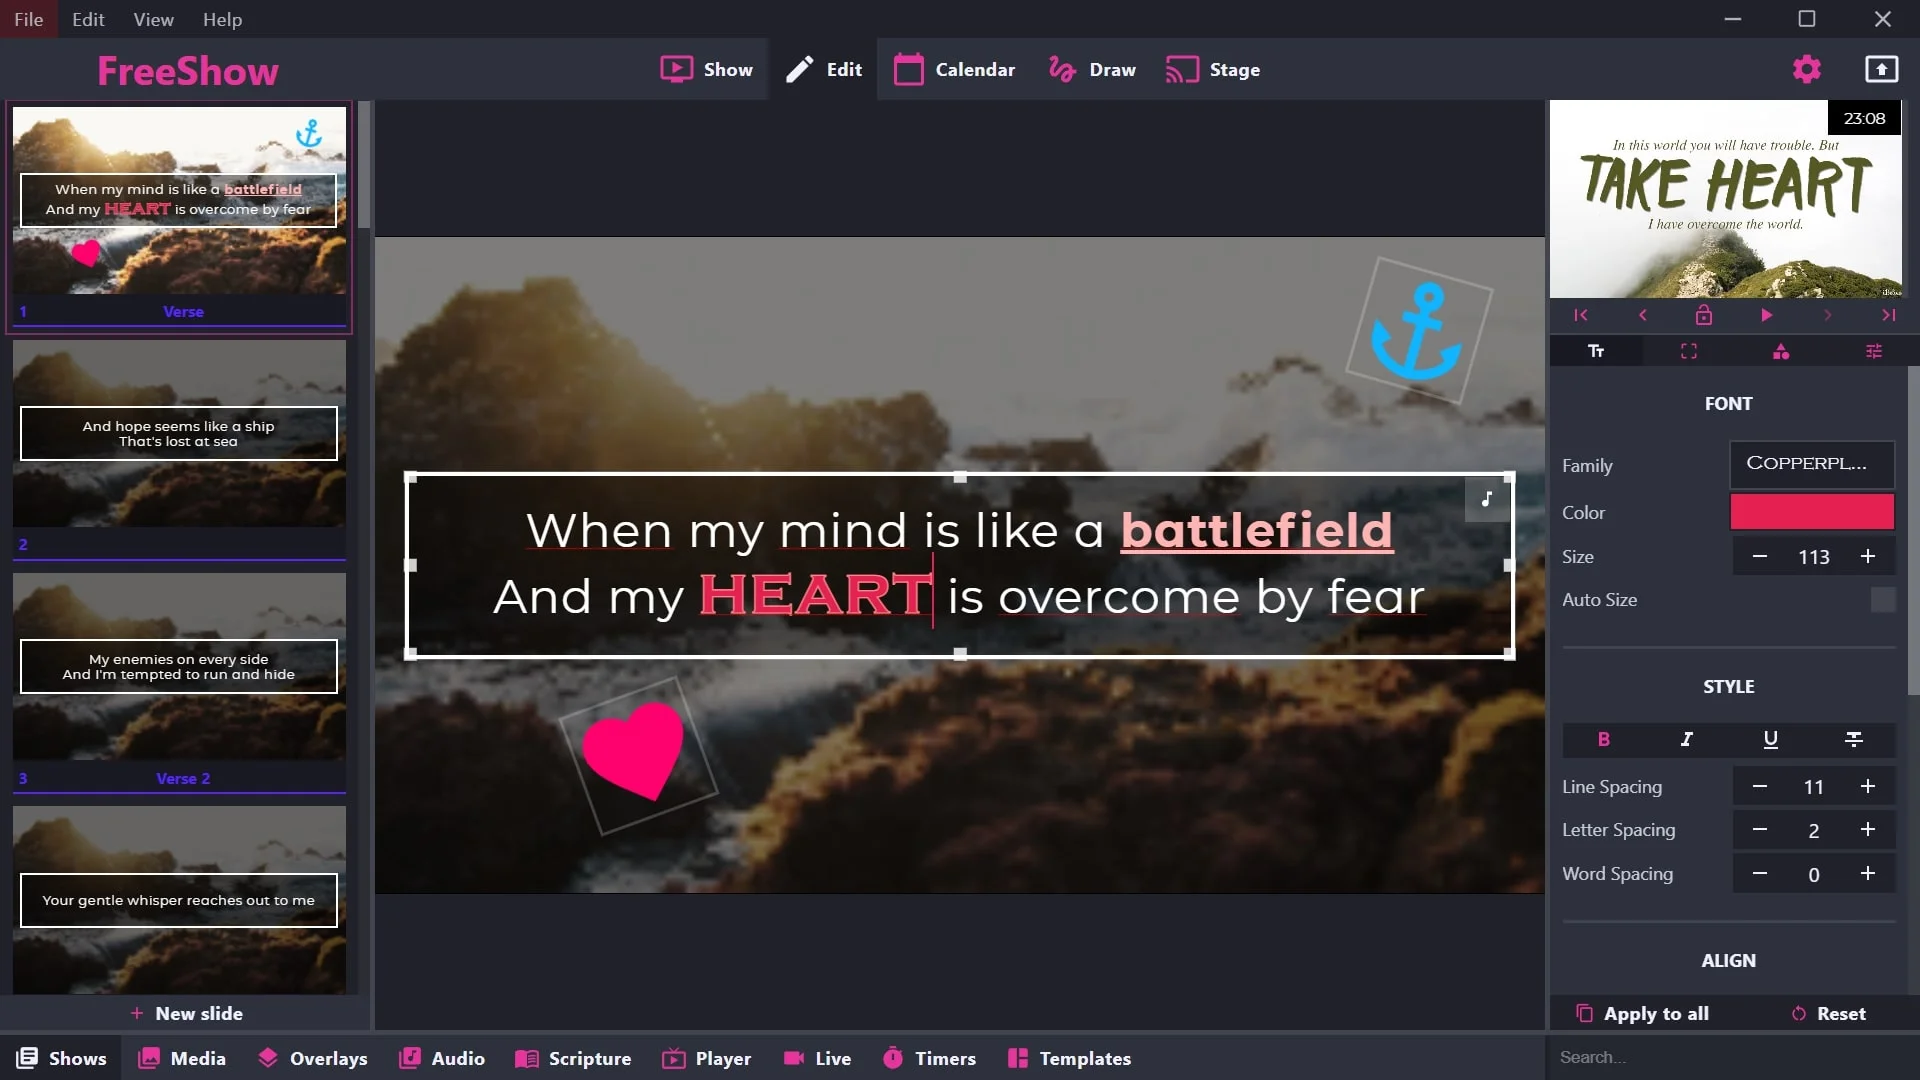 File Edit View Help
FreeShow
Show Edit Calendar Draw Stage
When my mind is like a battlefield
And my HEART is overcome by fear
1 Verse
And hope seems like a ship
That's lost at sea
2
My enemies on every side
And I'm tempted to run and hide
3 Verse 2
Your gentle whisper reaches out to me
+ New slide
When my mind is like a battlefield
And my HEART is overcome by fear
23:08
In this world you will have trouble. But
TAKE HEART
I have overcome the world.
Tт
FONT
Family COPPERPL...
Color
Size − 113 +
Auto Size
STYLE
B I U
Line Spacing − 11 +
Letter Spacing − 2 +
Word Spacing − 0 +
ALIGN
Apply to all Reset
Shows Media Overlays Audio Scripture Player Live Timers Templates
Search...